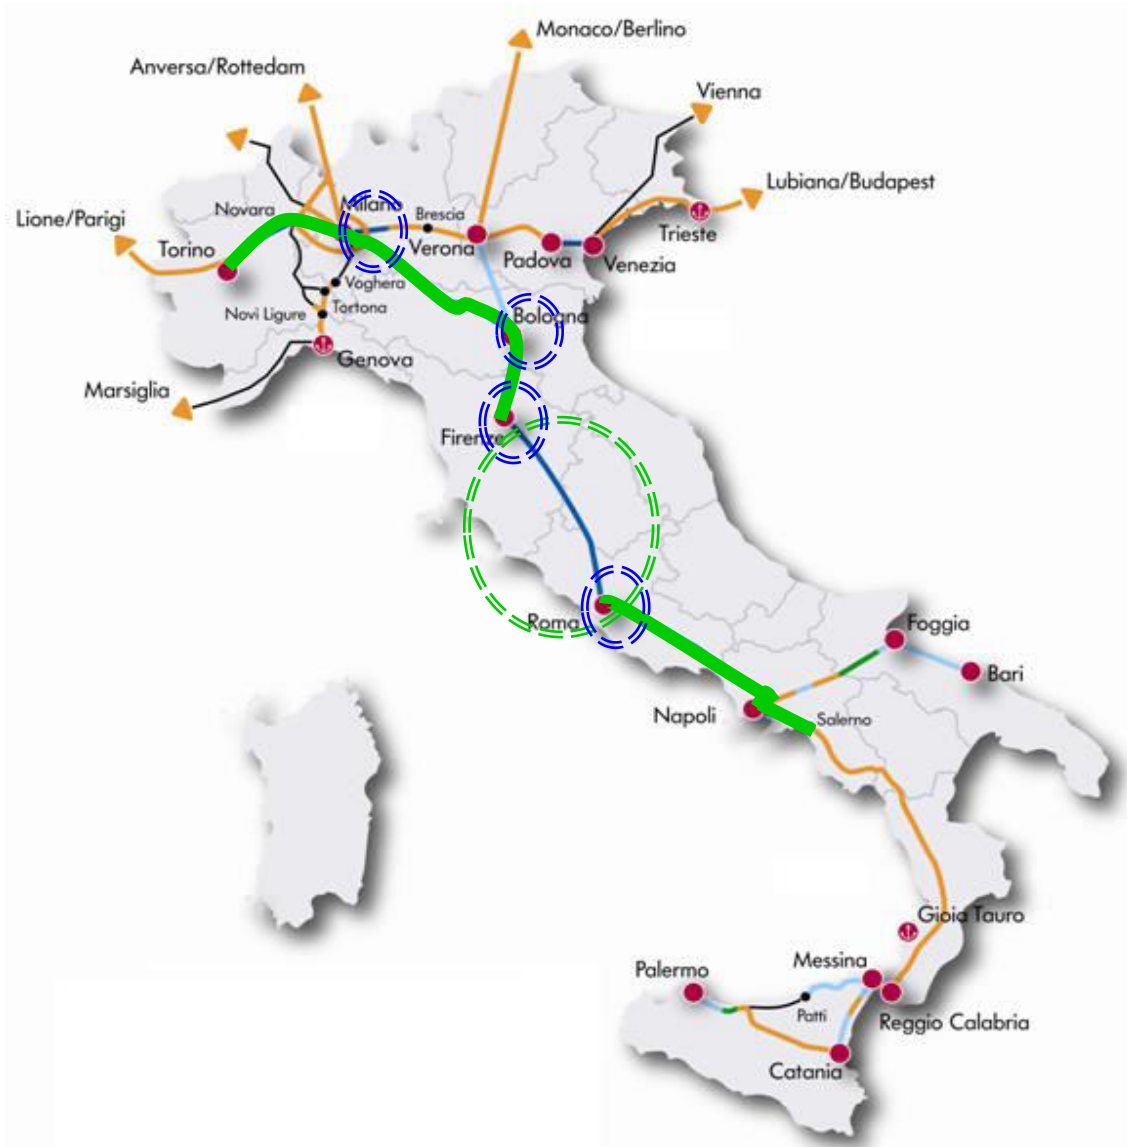 Monaco/Berlino
Anversa/Rottedam
Vienna
Lubiana/Budapest
Novara
Milano
Brescia
Lione/Parigi
Torino
Verona
Padova
Venezia
Trieste
Voghera
Tortona
Novi Ligure
Bologna
Genova
Marsiglia
Firenze
Roma
Foggia
Bari
Napoli
Salerno
Gioia Tauro
Messina
Palermo
Patti
Reggio Calabria
Catania